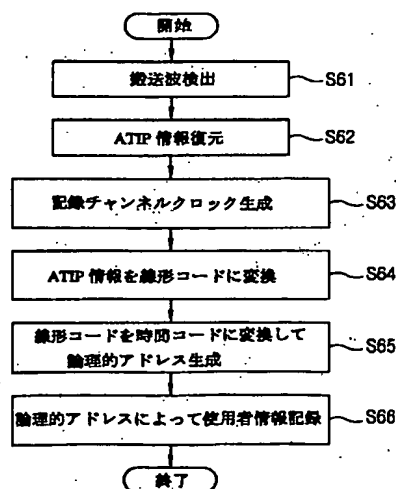 開始
搬送波検出
S61
ATIP 情報復元
S62
記録チャンネルクロック生成
S63
ATIP 情報を線形コードに変換
S64
線形コードを時間コードに変換して
論理的アドレス生成
S65
論理的アドレスによって使用者情報記録
S66
終了